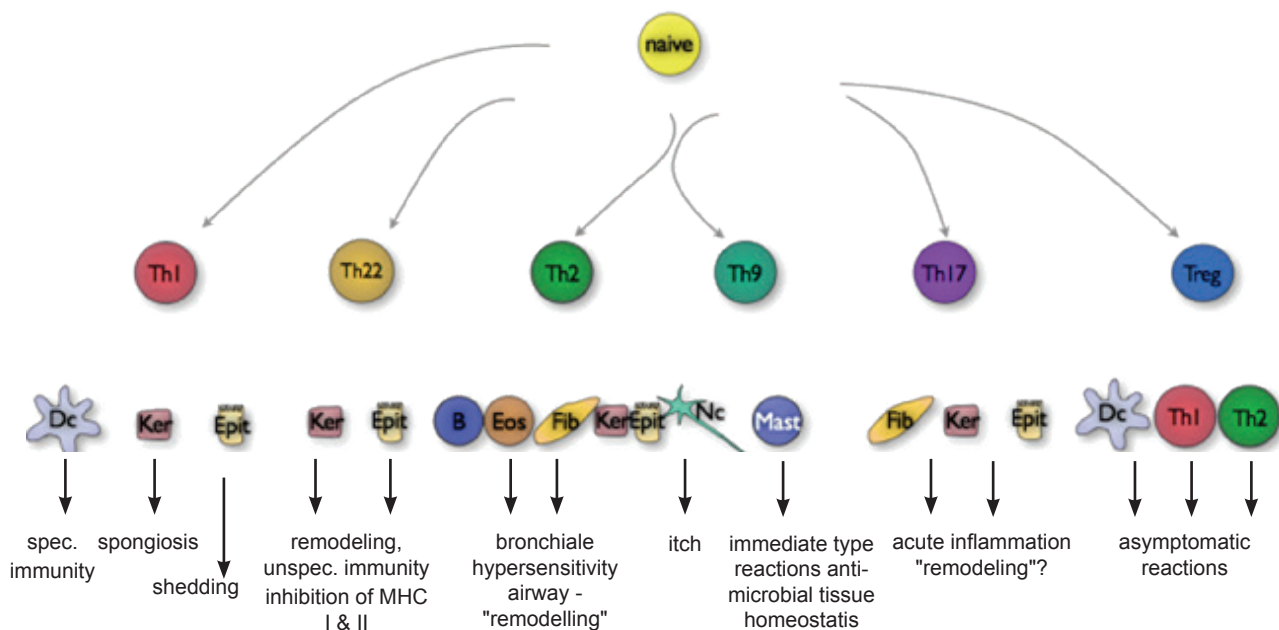 naive
Th1
Th22
Th2
Th9
Th17
Treg
Dc
Ker
Epit
Ker
Epit
B
Eos
Fib
Ker
Epit
Nc
Mast
Fib
Ker
Epit
Dc
Th1
Th2
spec.
immunity
spongiosis
shedding
remodeling,
unspec. immunity
inhibition of MHC
I & II
bronchiale
hypersensitivity
airway -
"remodelling"
itch
immediate type
reactions anti-
microbial tissue
homeostatis
acute inflammation
"remodeling"?
asymptomatic
reactions